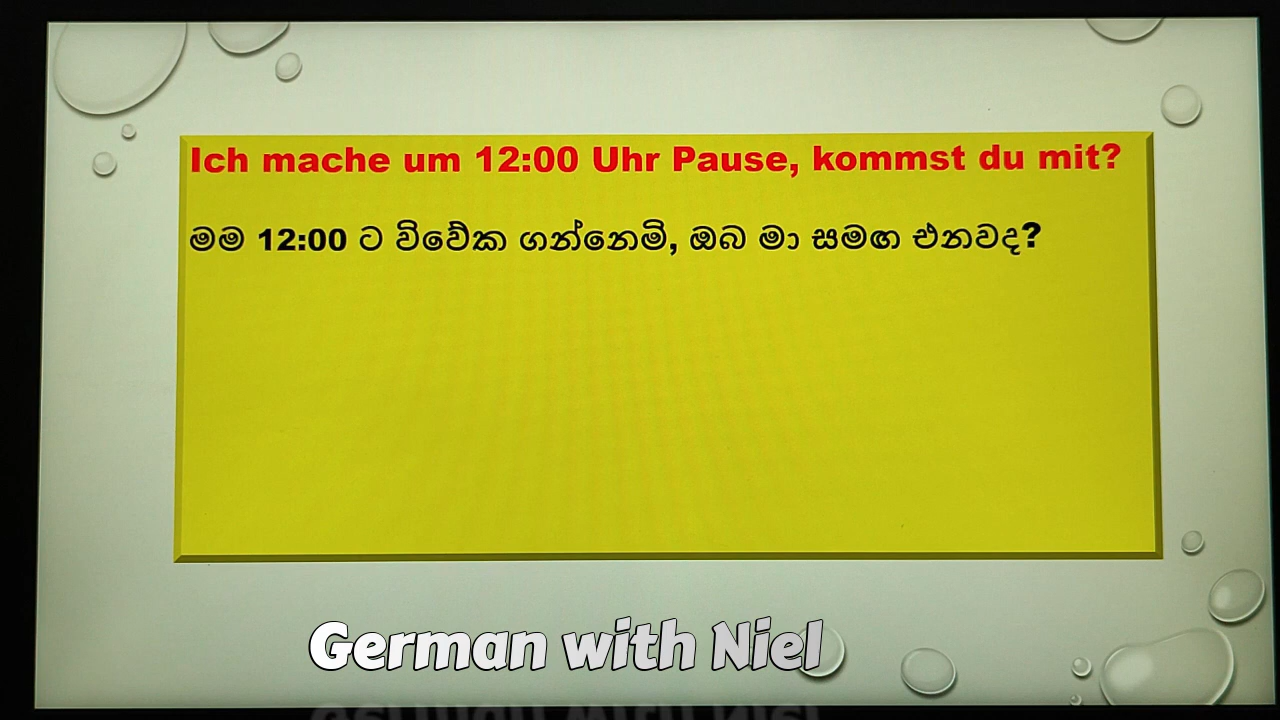 Ich mache um 12:00 Uhr Pause, kommst du mit?
මම 12:00 ට විවේක ගන්නෙමි, ඔබ මා සමඟ එනවද?
German with Niel